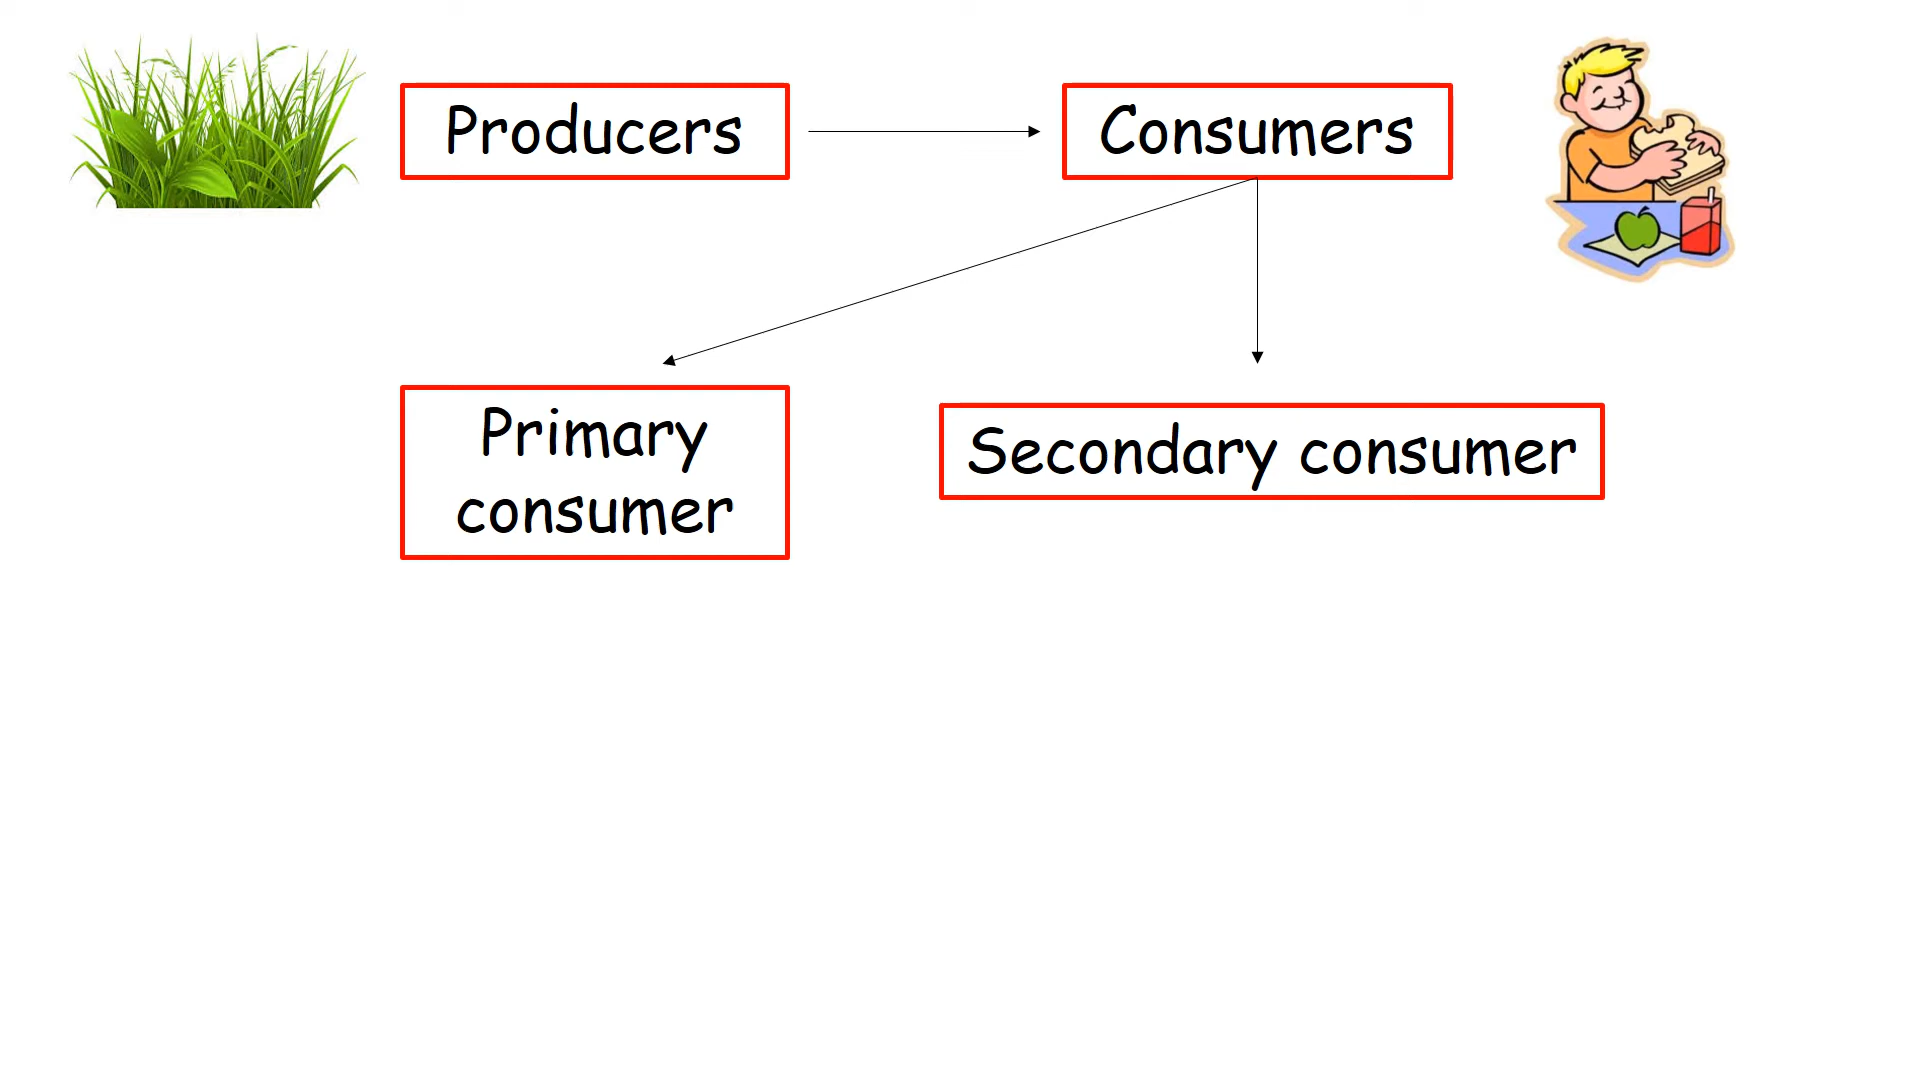 Producers
Consumers
Primary
consumer
Secondary consumer